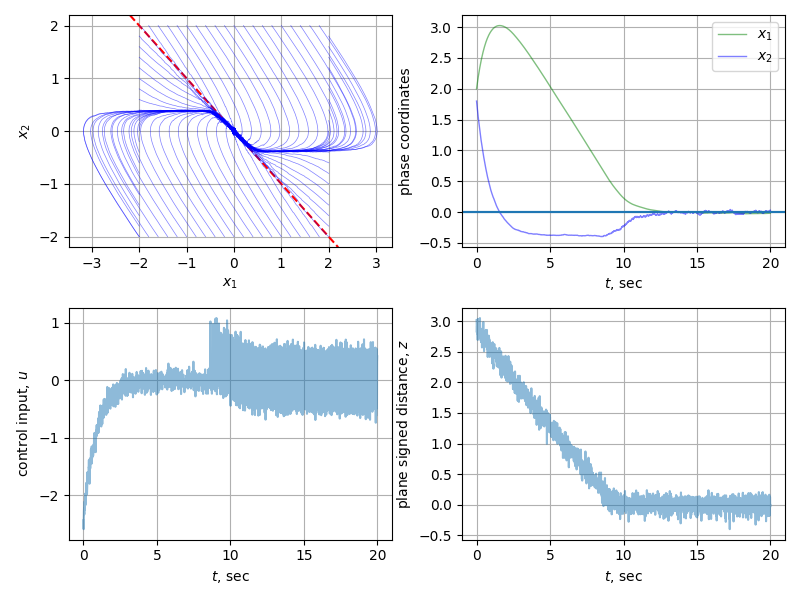 2
1
0
−1
−2
x₂
−3 −2 −1 0 1 2 3
x₁
3.0
2.5
2.0
1.5
1.0
0.5
0.0
−0.5
phase coordinates
x₁
x₂
0 5 10 15 20
t, sec
1
0
−1
−2
control input, u
0 5 10 15 20
t, sec
3.0
2.5
2.0
1.5
1.0
0.5
0.0
−0.5
plane signed distance, z
0 5 10 15 20
t, sec